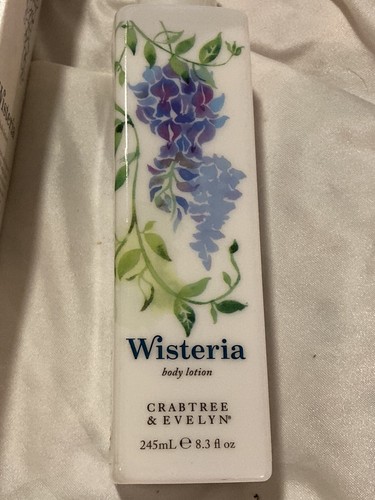 Wisteria
body lotion
CRABTREE
& EVELYN®
245mL ℮ 8.3 fl oz